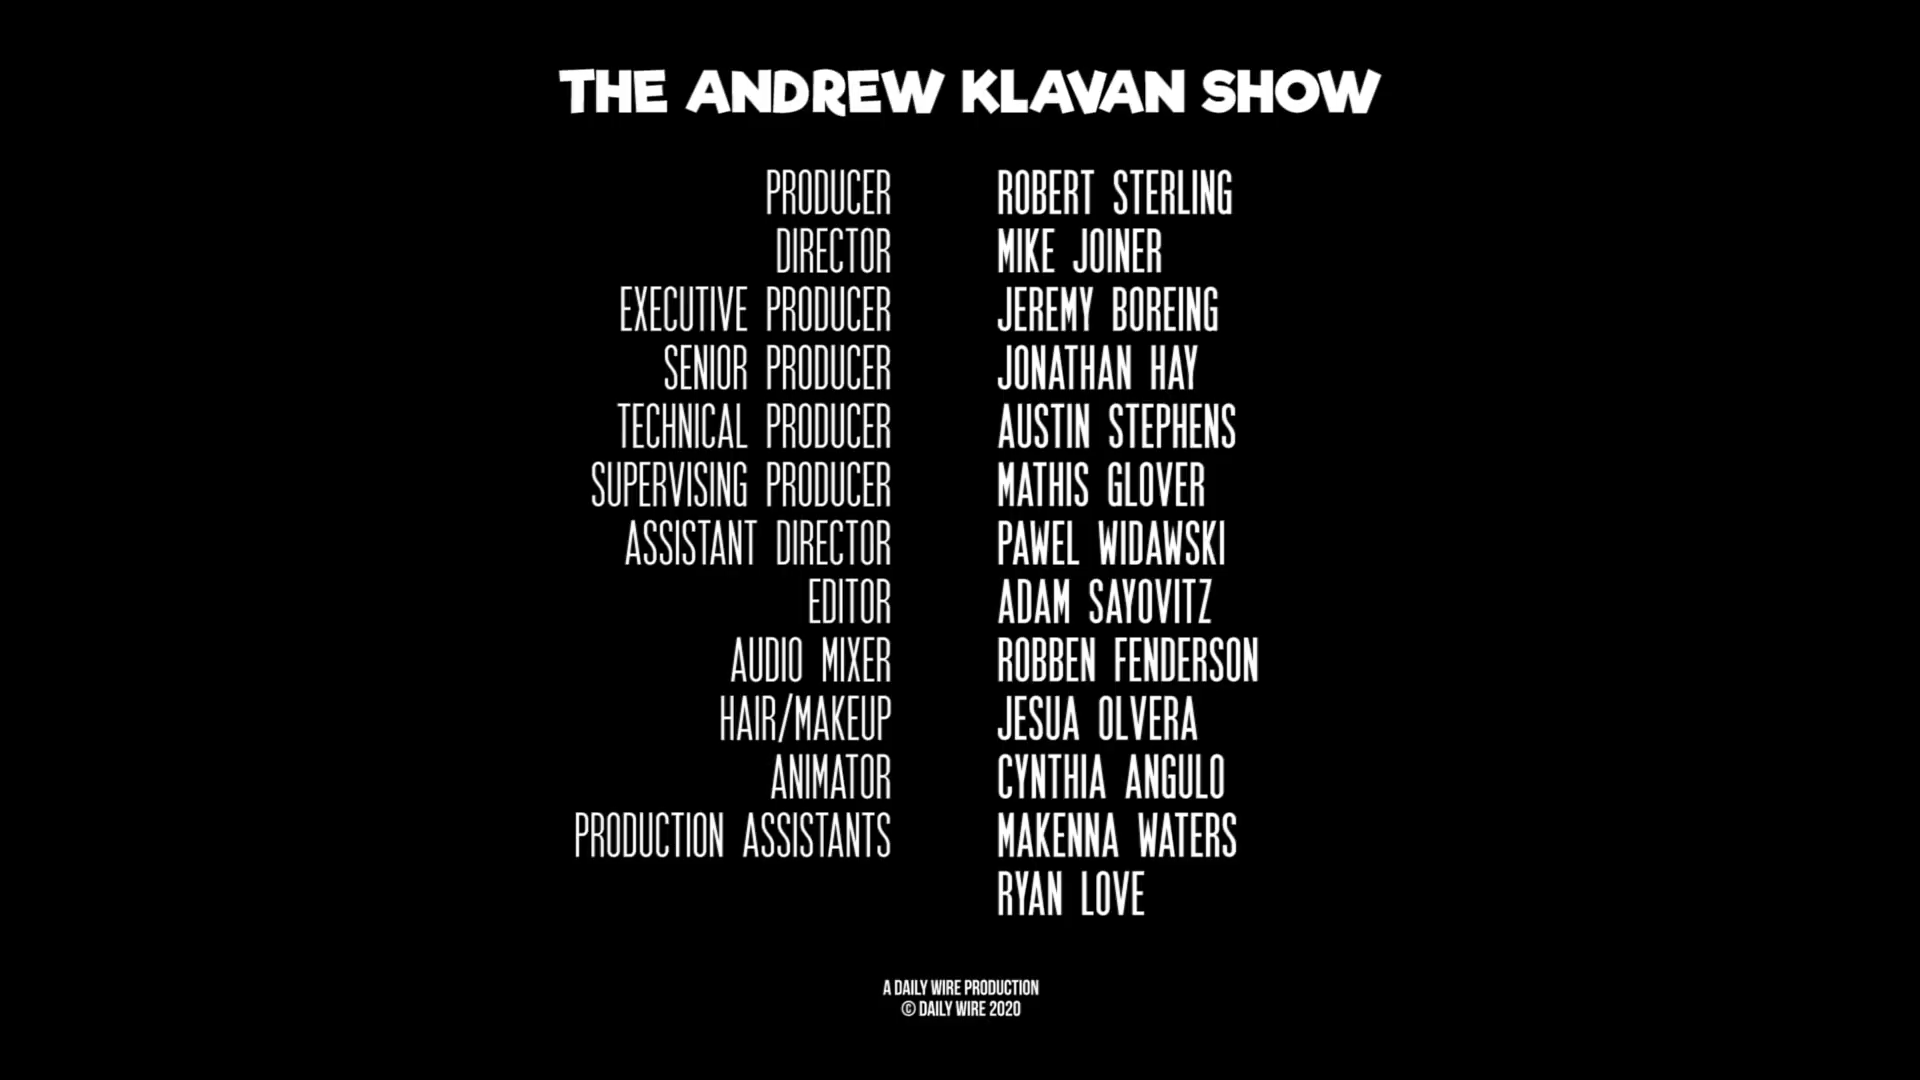 THE ANDREW KLAVAN SHOW
PRODUCER ROBERT STERLING
DIRECTOR MIKE JOINER
EXECUTIVE PRODUCER JEREMY BOREING
SENIOR PRODUCER JONATHAN HAY
TECHNICAL PRODUCER AUSTIN STEPHENS
SUPERVISING PRODUCER MATHIS GLOVER
ASSISTANT DIRECTOR PAWEL WIDAWSKI
EDITOR ADAM SAYOVITZ
AUDIO MIXER ROBBEN FENDERSON
HAIR/MAKEUP JESUA OLVERA
ANIMATOR CYNTHIA ANGULO
PRODUCTION ASSISTANTS MAKENNA WATERS
RYAN LOVE
A DAILY WIRE PRODUCTION
© DAILY WIRE 2020